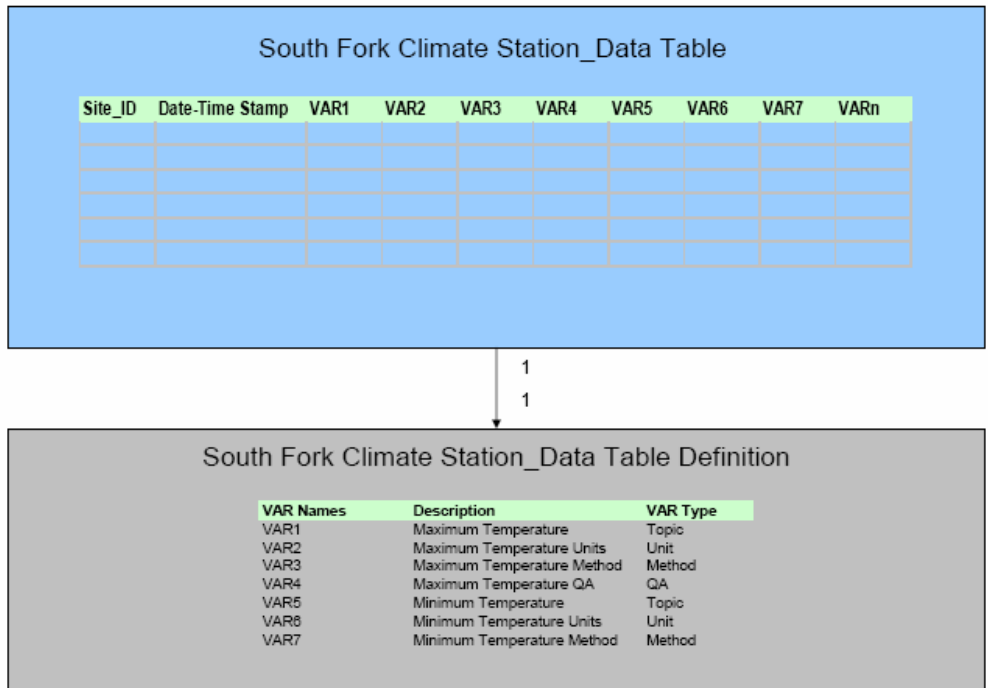 South Fork Climate Station_Data Table
Site_ID Date-Time Stamp VAR1 VAR2 VAR3 VAR4 VAR5 VAR6 VAR7 VARn
1
1
South Fork Climate Station_Data Table Definition
VAR Names Description VAR Type
VAR1 Maximum Temperature Topic
VAR2 Maximum Temperature Units Unit
VAR3 Maximum Temperature Method Method
VAR4 Maximum Temperature QA QA
VAR5 Minimum Temperature Topic
VAR6 Minimum Temperature Units Unit
VAR7 Minimum Temperature Method Method